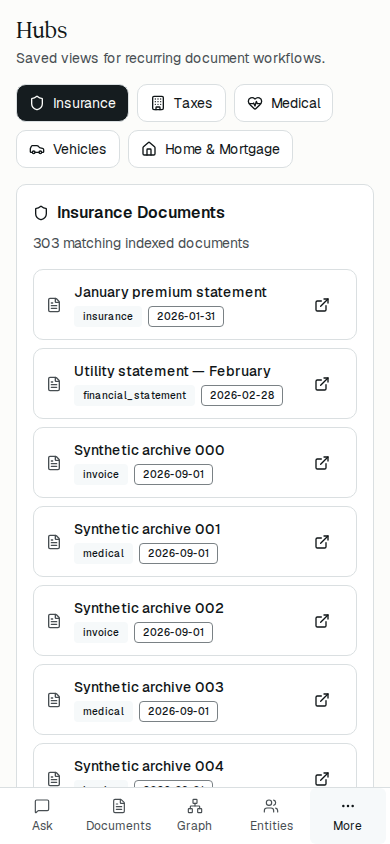 Hubs
Saved views for recurring document workflows.
Insurance
Taxes
Medical
Vehicles
Home & Mortgage
Insurance Documents
303 matching indexed documents
January premium statement
insurance 2026-01-31
Utility statement — February
financial_statement 2026-02-28
Synthetic archive 000
invoice 2026-09-01
Synthetic archive 001
medical 2026-09-01
Synthetic archive 002
invoice 2026-09-01
Synthetic archive 003
medical 2026-09-01
Synthetic archive 004
Ask
Documents
Graph
Entities
More